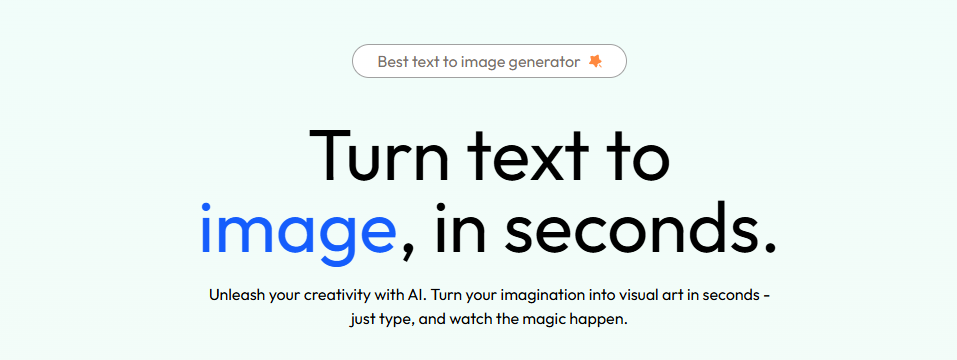 Best text to image generator
Turn text to
image, in seconds.
Unleash your creativity with AI. Turn your imagination into visual art in seconds -
just type, and watch the magic happen.